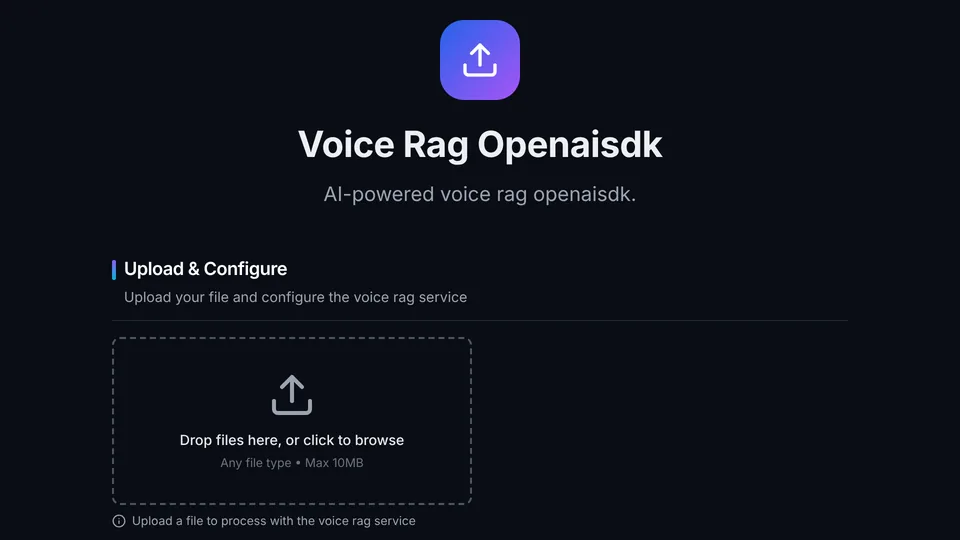 Voice Rag Openaisdk
AI-powered voice rag openaisdk.
Upload & Configure
Upload your file and configure the voice rag service
Drop files here, or click to browse
Any file type • Max 10MB
Upload a file to process with the voice rag service